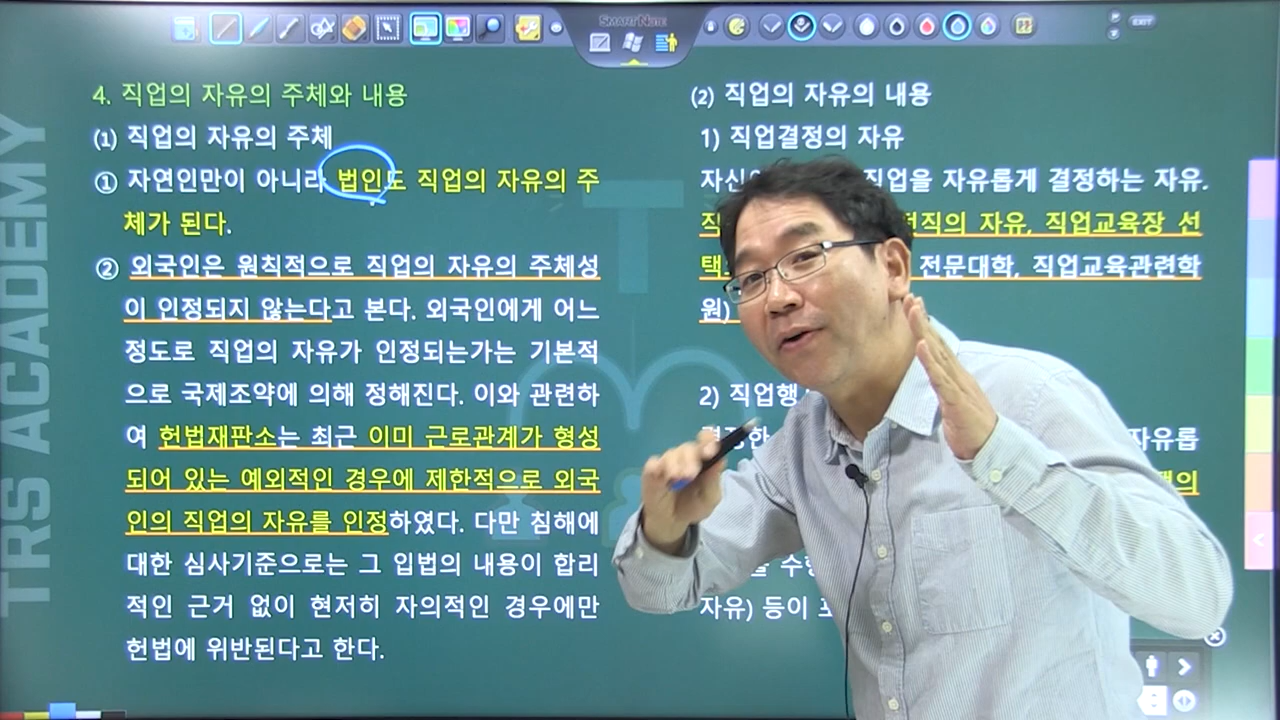 SMARTNOTE
EXIT
TRS ACADEMY
4. 직업의 자유의 주체와 내용
(1) 직업의 자유의 주체
① 자연인만이 아니라 법인도 직업의 자유의 주
체가 된다.
② 외국인은 원칙적으로 직업의 자유의 주체성
이 인정되지 않는다고 본다. 외국인에게 어느
정도로 직업의 자유가 인정되는가는 기본적
으로 국제조약에 의해 정해진다. 이와 관련하
여 헌법재판소는 최근 이미 근로관계가 형성
되어 있는 예외적인 경우에 제한적으로 외국
인의 직업의 자유를 인정하였다. 다만 침해에
대한 심사기준으로는 그 입법의 내용이 합리
적인 근거 없이 현저히 자의적인 경우에만
헌법에 위반된다고 한다.
(2) 직업의 자유의 내용
1) 직업결정의 자유
직업을 자유롭게 결정하는 자유.
자유, 직업교육장 선
전문대학, 직업교육관련학
원)
2)
자유롭
자유) 등이